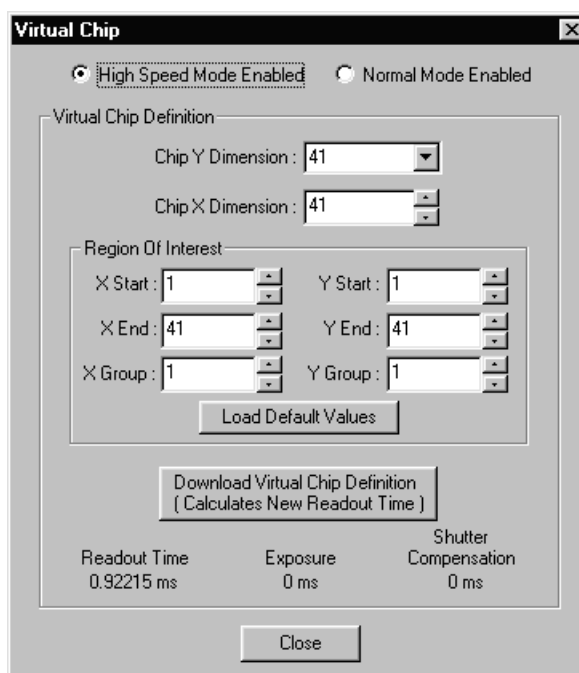 Virtual Chip
High Speed Mode Enabled Normal Mode Enabled
Virtual Chip Definition
Chip Y Dimension : 41
Chip X Dimension : 41
Region Of Interest
X Start : 1 Y Start : 1
X End : 41 Y End : 41
X Group : 1 Y Group : 1
Load Default Values
Download Virtual Chip Definition
( Calculates New Readout Time )
Readout Time Exposure Shutter Compensation
0.92215 ms 0 ms 0 ms
Close